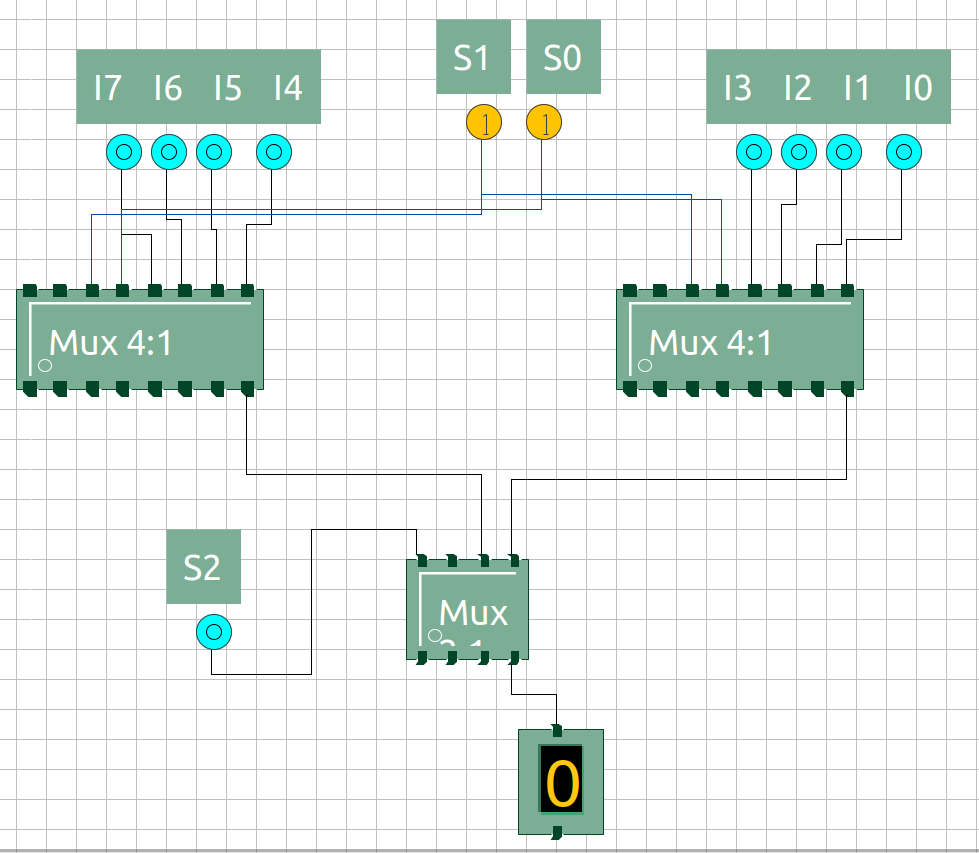 S1 S0
I7 I6 I5 I4
I3 I2 I1 I0
1 1
Mux 4:1
Mux 4:1
S2
Mux
0